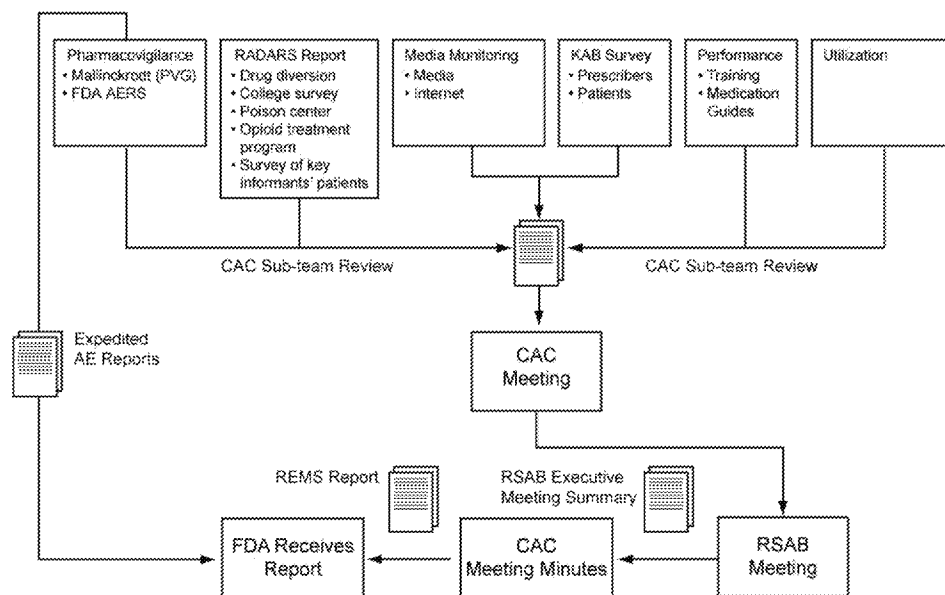 Pharmacovigilance
• Mallinckrodt (PVG)
• FDA AERS
RADARS Report
• Drug diversion
• College survey
• Poison center
• Opioid treatment
program
• Survey of key
informants' patients
Media Monitoring
• Media
• Internet
KAB Survey
• Prescribers
• Patients
Performance
• Training
• Medication
Guides
Utilization
CAC Sub-team Review
CAC Sub-team Review
Expedited
AE Reports
CAC
Meeting
REMS Report
RSAB Executive
Meeting Summary
FDA Receives
Report
CAC
Meeting Minutes
RSAB
Meeting